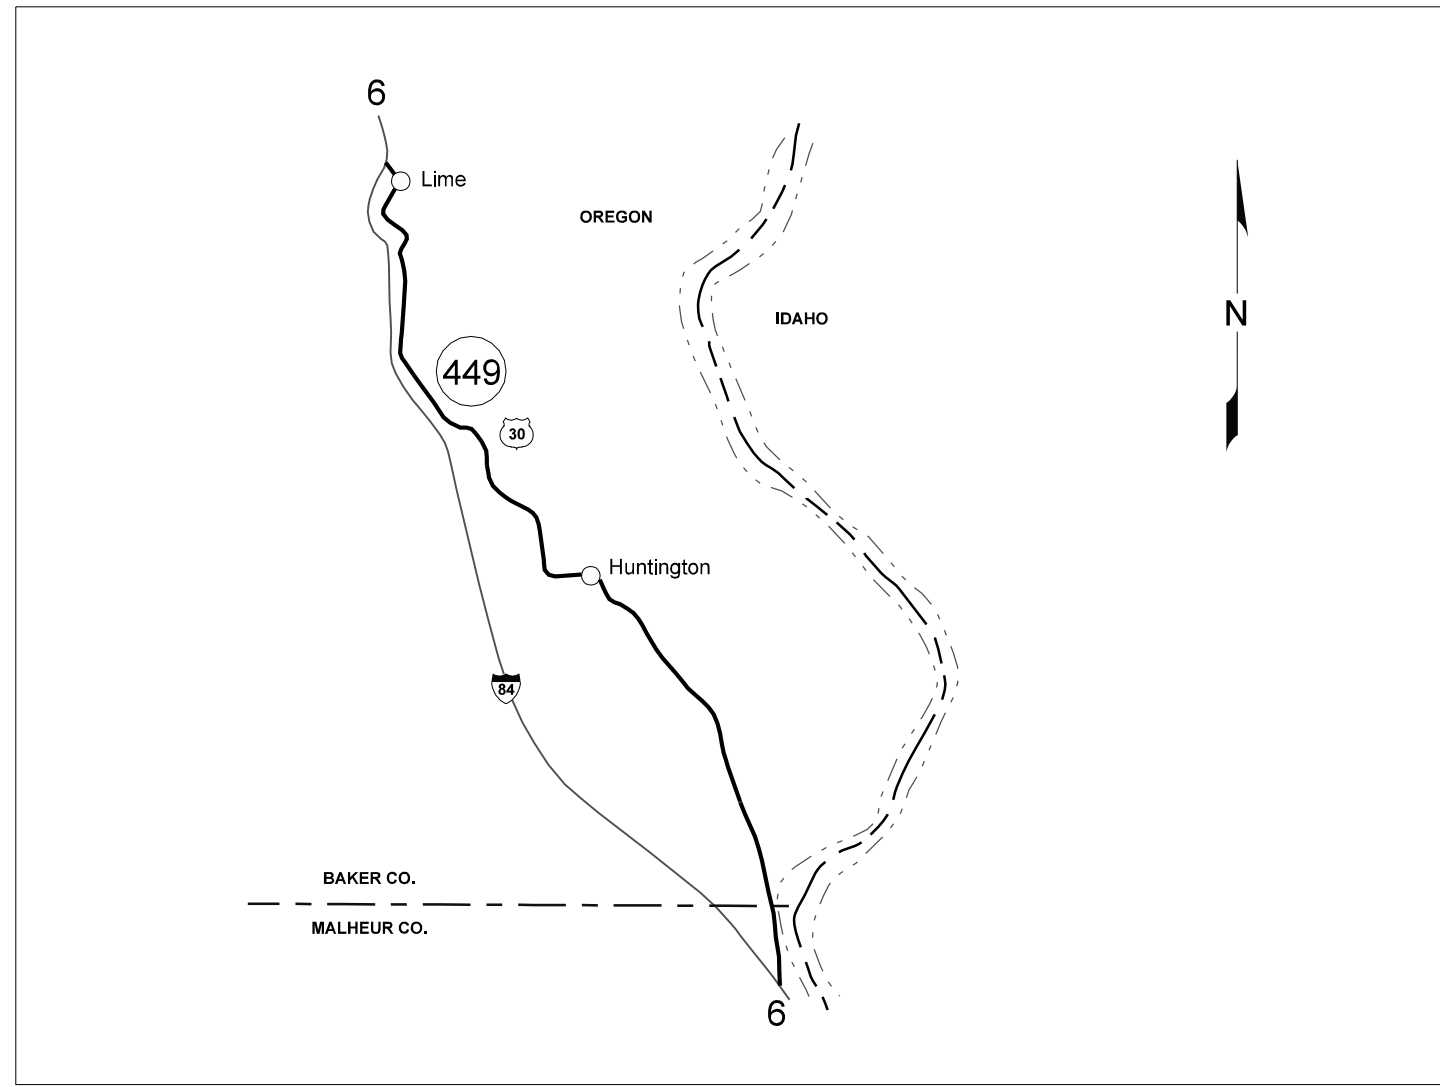 6
Lime
OREGON
IDAHO
N
449
30
Huntington
84
BAKER CO.
MALHEUR CO.
6